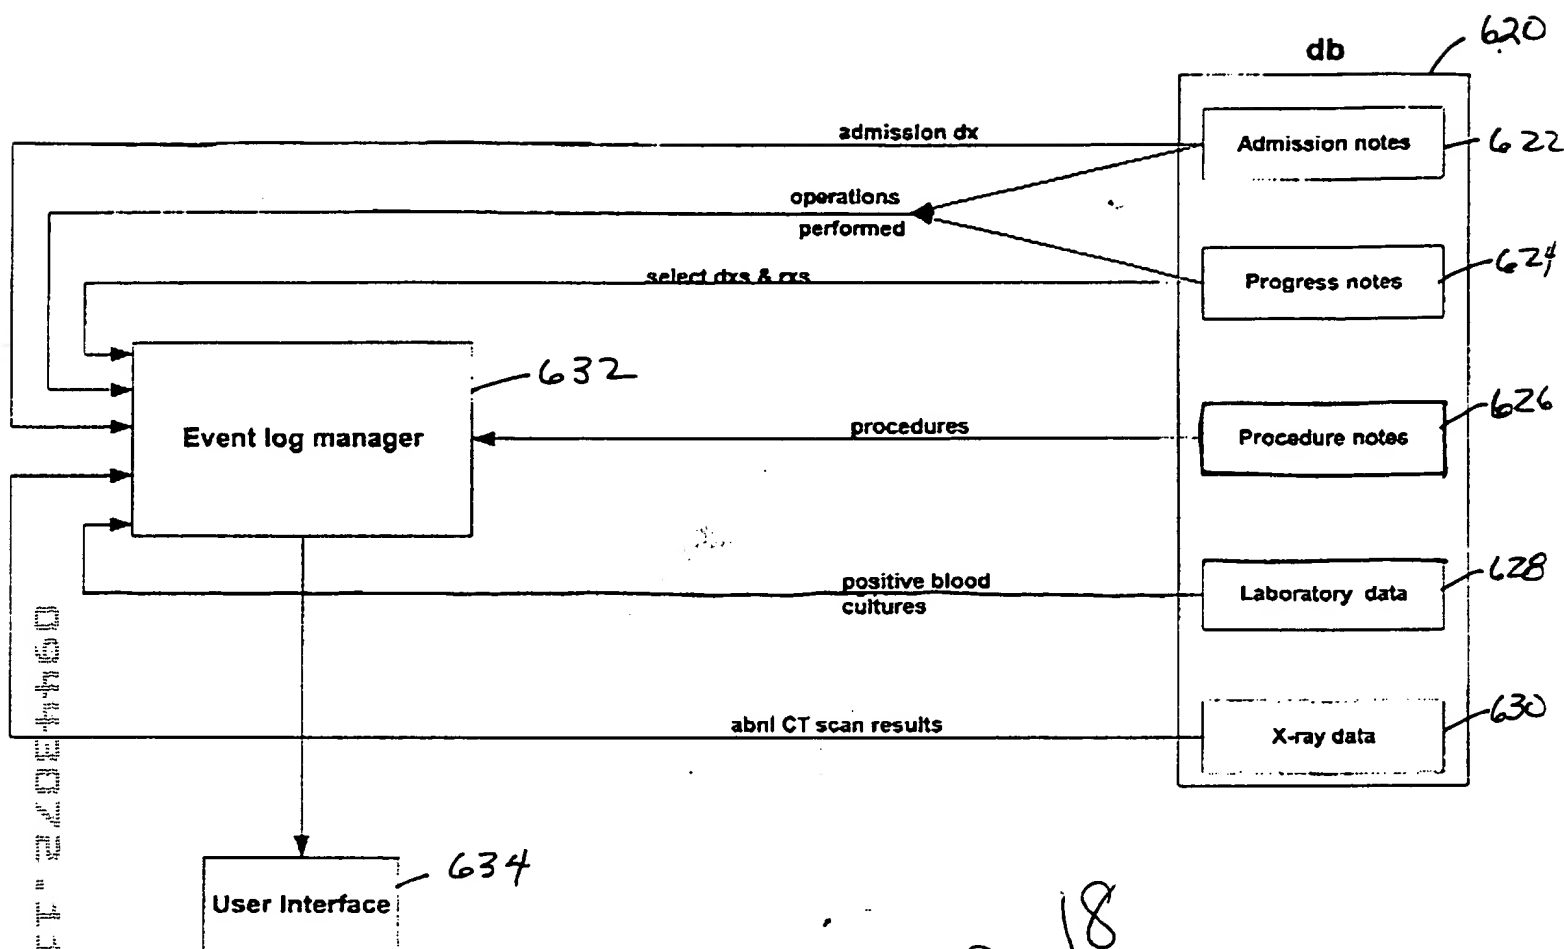 db
620
admission dx
Admission notes
622
operations
performed
select dxs & rxs
Progress notes
624
632
Event log manager
procedures
Procedure notes
626
positive blood
cultures
Laboratory data
628
abnl CT scan results
X-ray data
630
634
User Interface
18